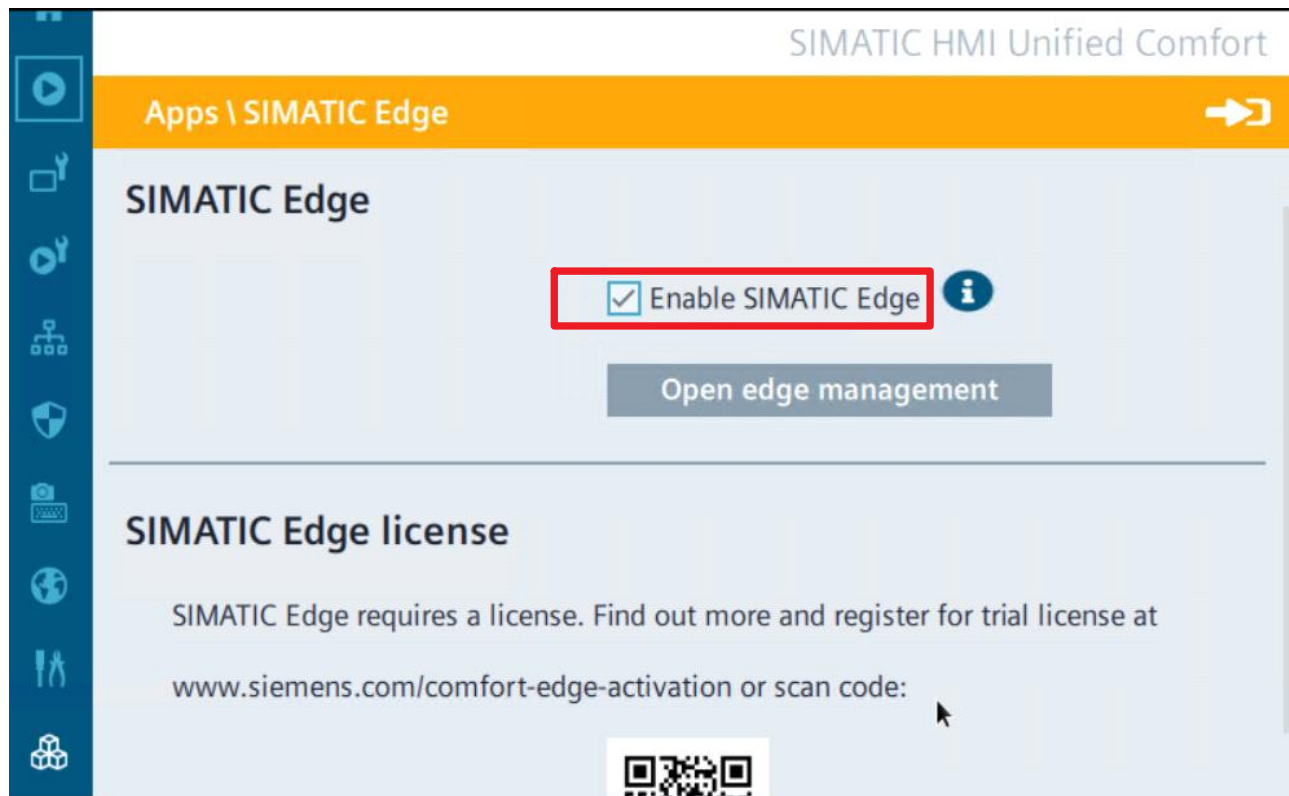 SIMATIC HMI Unified Comfort
Apps \ SIMATIC Edge
SIMATIC Edge
Enable SIMATIC Edge
Open edge management
SIMATIC Edge license
SIMATIC Edge requires a license. Find out more and register for trial license at
www.siemens.com/comfort-edge-activation or scan code: